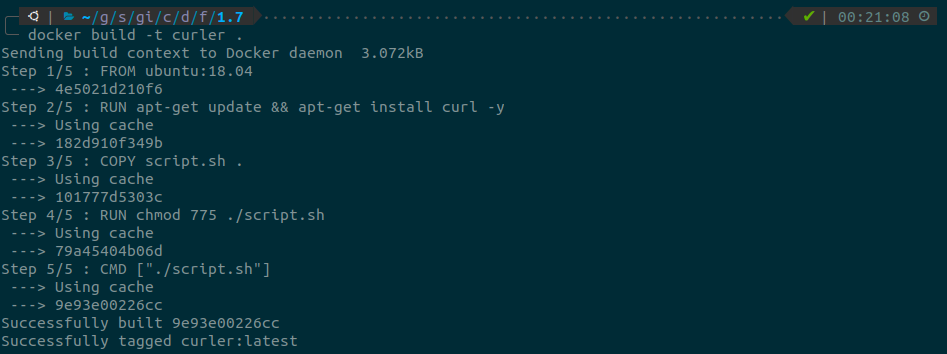 ~/g/s/gi/c/d/f/1.7 ✔ | 00:21:08
docker build -t curler .
Sending build context to Docker daemon  3.072kB
Step 1/5 : FROM ubuntu:18.04
 ---> 4e5021d210f6
Step 2/5 : RUN apt-get update && apt-get install curl -y
 ---> Using cache
 ---> 182d910f349b
Step 3/5 : COPY script.sh .
 ---> Using cache
 ---> 101777d5303c
Step 4/5 : RUN chmod 775 ./script.sh
 ---> Using cache
 ---> 79a45404b06d
Step 5/5 : CMD ["./script.sh"]
 ---> Using cache
 ---> 9e93e00226cc
Successfully built 9e93e00226cc
Successfully tagged curler:latest